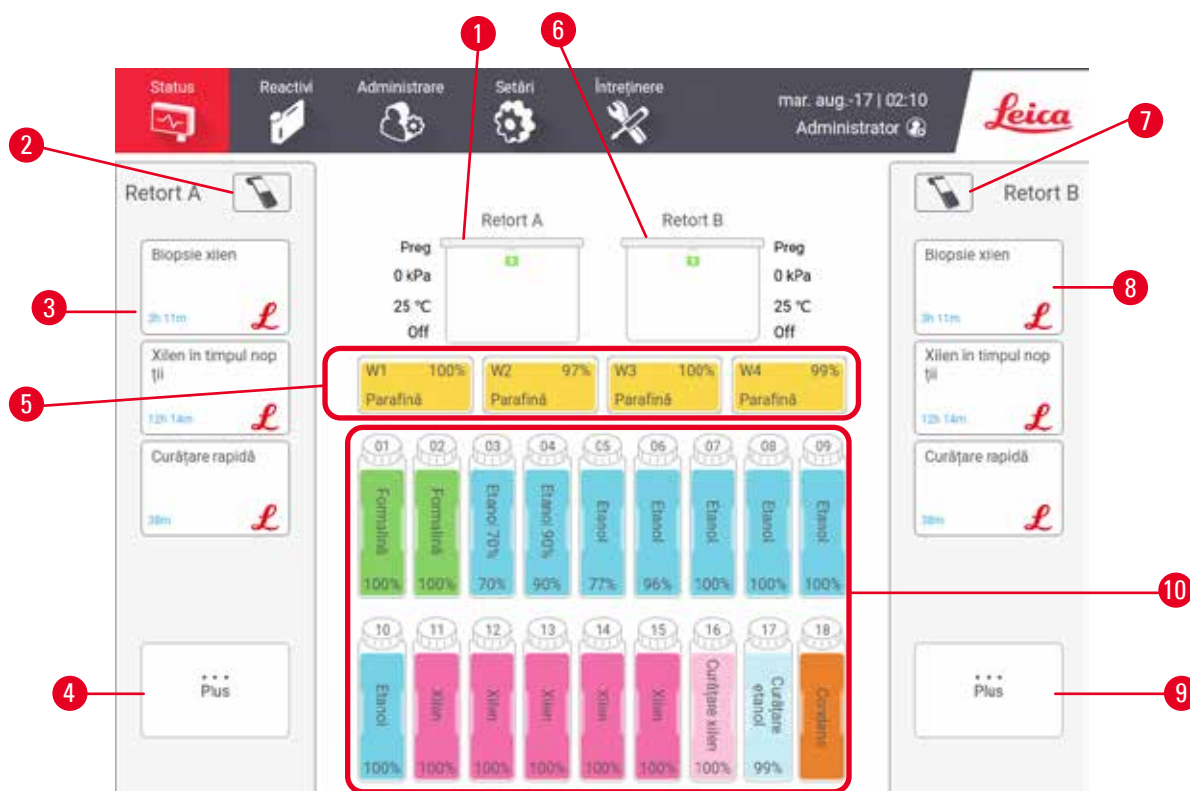 1
6
Status
Reactivi
Administrare
Setări
Întreținere
mar. aug.-17 | 02:10
Administrator
Leica
2
7
Retort A
Retort A
Retort B
Retort B
Preg
0 kPa
25 °C
Off
Preg
0 kPa
25 °C
Off
3
Biopsie xilen
3h 11m
Biopsie xilen
3h 11m
8
Xilen în timpul nop
ții
12h 14m
Xilen în timpul nop
ții
12h 14m
5
W1 100%
Parafină
W2 97%
Parafină
W3 100%
Parafină
W4 99%
Parafină
Curățare rapidă
38m
Curățare rapidă
38m
01
Formalină
100%
02
Formalină
100%
03
Etanol 70%
70%
04
Etanol 90%
90%
05
Etanol
77%
06
Etanol
96%
07
Etanol
100%
08
Etanol
100%
09
Etanol
100%
10
10
Etanol
100%
11
Xilen
100%
12
Xilen
100%
13
Xilen
100%
14
Xilen
100%
15
Xilen
100%
16
Curățare xilen
100%
17
Curățare
etanol
99%
18
Condens
4
...
Plus
...
Plus
9